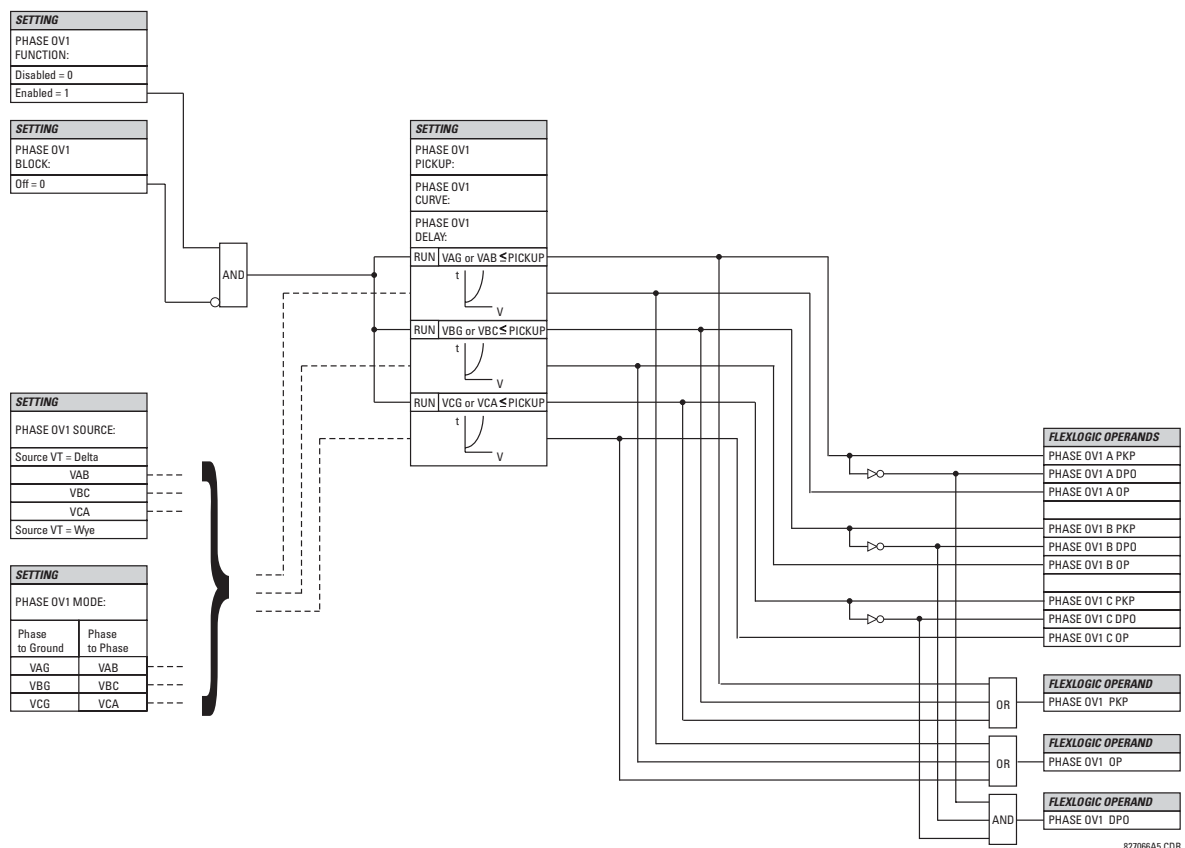 SETTING
PHASE OV1
FUNCTION:
Disabled = 0
Enabled = 1
SETTING
PHASE OV1
BLOCK:
Off = 0
AND
SETTING
PHASE OV1
PICKUP:
PHASE OV1
CURVE:
PHASE OV1
DELAY:
RUN VAG or VAB ≤ PICKUP
t
V
RUN VBG or VBC ≤ PICKUP
t
V
RUN VCG or VCA ≤ PICKUP
t
V
SETTING
PHASE OV1 SOURCE:
Source VT = Delta
VAB
VBC
VCA
Source VT = Wye
SETTING
PHASE OV1 MODE:
Phase
to Ground
Phase
to Phase
VAG VAB
VBG VBC
VCG VCA
FLEXLOGIC OPERANDS
PHASE OV1 A PKP
PHASE OV1 A DPO
PHASE OV1 A OP
PHASE OV1 B PKP
PHASE OV1 B DPO
PHASE OV1 B OP
PHASE OV1 C PKP
PHASE OV1 C DPO
PHASE OV1 C OP
OR
FLEXLOGIC OPERAND
PHASE OV1 PKP
OR
FLEXLOGIC OPERAND
PHASE OV1 OP
AND
FLEXLOGIC OPERAND
PHASE OV1 DPO
827066A5.CDR